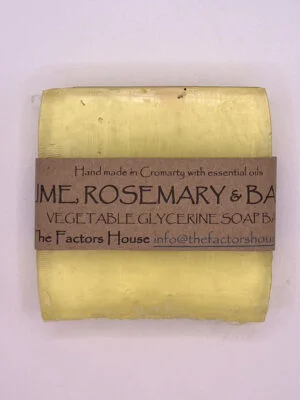 Hand made in Cromarty with essential oils
IME, ROSEMARY & BA
VEGETABLE GLYCERINE SOAP BA
The Factors House info@thefactorshou